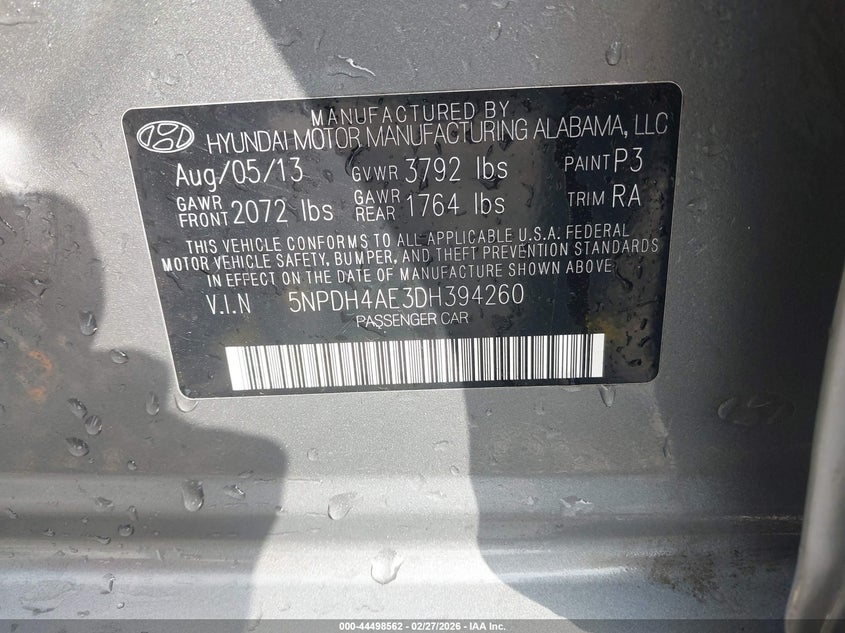 MANUFACTURED BY
HYUNDAI MOTOR MANUFACTURING ALABAMA, LLC
Aug/05/13 GVWR 3792 lbs PAINT P3
GAWR FRONT 2072 lbs GAWR REAR 1764 lbs TRIM RA
THIS VEHICLE CONFORMS TO ALL APPLICABLE U.S.A. FEDERAL
MOTOR VEHICLE SAFETY, BUMPER, AND THEFT PREVENTION STANDARDS
IN EFFECT ON THE DATE OF MANUFACTURE SHOWN ABOVE.
V.I.N 5NPDH4AE3DH394260
PASSENGER CAR
000-44498562 - 02/27/2026 - IAA Inc.